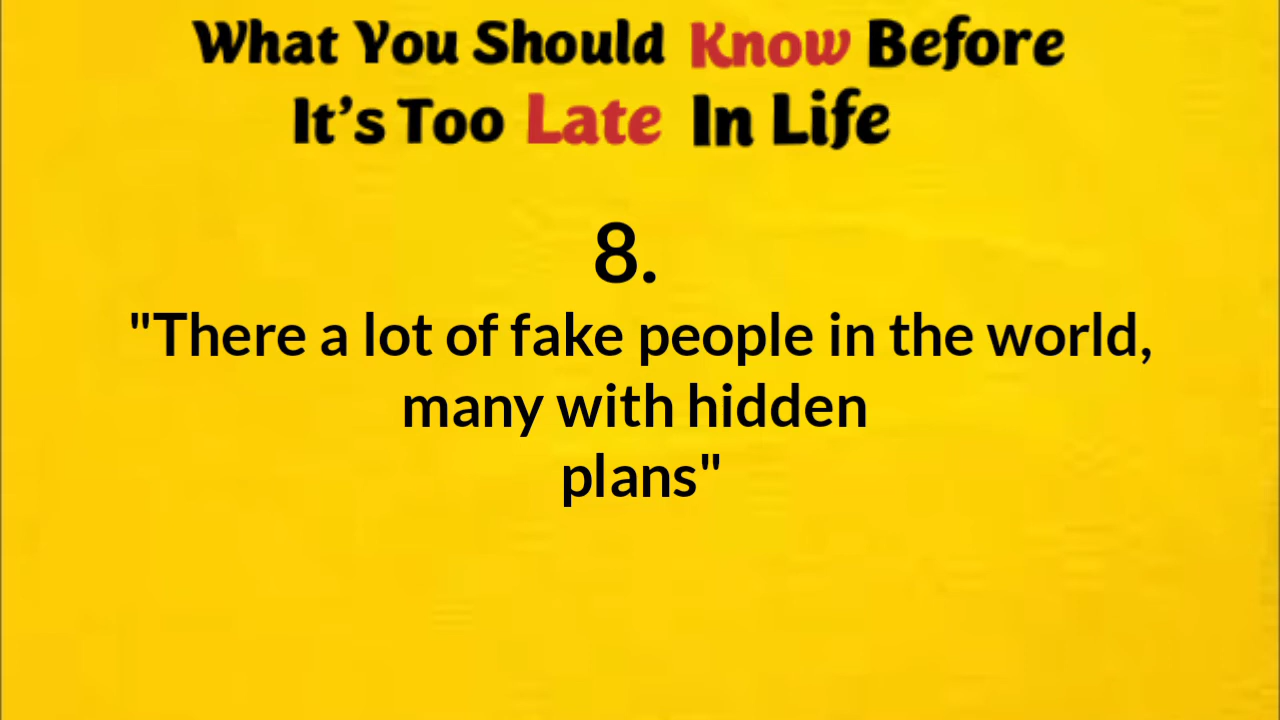 What You Should Know Before
It's Too Late In Life
8.
"There a lot of fake people in the world,
many with hidden
plans"